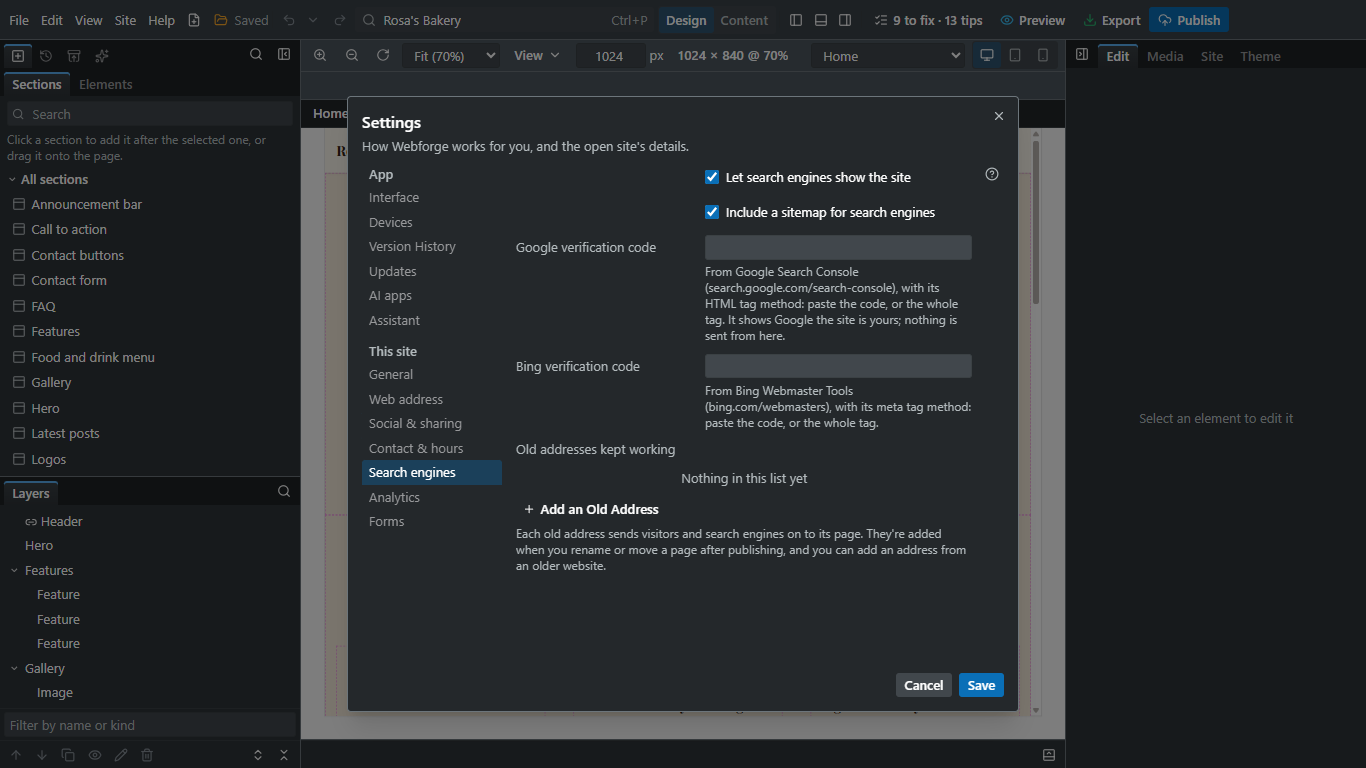 File Edit View Site Help Saved Rosa's Bakery Ctrl+P Design Content 9 to fix · 13 tips Preview Export Publish
Fit (70%) View 1024 px 1024 × 840 @ 70% Home Edit Media Site Theme
Sections Elements
Search
Click a section to add it after the selected one, or
drag it onto the page.
All sections
Announcement bar
Call to action
Contact buttons
Contact form
FAQ
Features
Food and drink menu
Gallery
Hero
Latest posts
Logos
Layers
Header
Hero
Features
Feature
Feature
Feature
Gallery
Image
Filter by name or kind
Home
Settings
How Webforge works for you, and the open site's details.
App
Interface
Devices
Version History
Updates
AI apps
Assistant
This site
General
Web address
Social & sharing
Contact & hours
Search engines
Analytics
Forms
Let search engines show the site
Include a sitemap for search engines
Google verification code
From Google Search Console
(search.google.com/search-console), with its
HTML tag method: paste the code, or the whole
tag. It shows Google the site is yours; nothing is
sent from here.
Bing verification code
From Bing Webmaster Tools
(bing.com/webmasters), with its meta tag method:
paste the code, or the whole tag.
Old addresses kept working
Nothing in this list yet
+ Add an Old Address
Each old address sends visitors and search engines on to its page. They're added
when you rename or move a page after publishing, and you can add an address from
an older website.
Cancel Save
Select an element to edit it